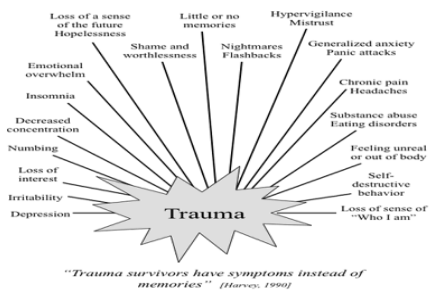 Loss of a sense
of the future
Hopelessness
Little or no
memories
Hypervigilance
Mistrust
Shame and
worthlessness
Nightmares
Flashbacks
Generalized anxiety
Panic attacks
Emotional
overwhelm
Chronic pain
Headaches
Insomnia
Substance abuse
Eating disorders
Decreased
concentration
Numbing
Feeling unreal
or out of body
Loss of
interest
Self-
destructive
behavior
Irritability
Depression
Loss of sense of
"Who I am"
Trauma
"Trauma survivors have symptoms instead of
memories" [Harvey, 1990]